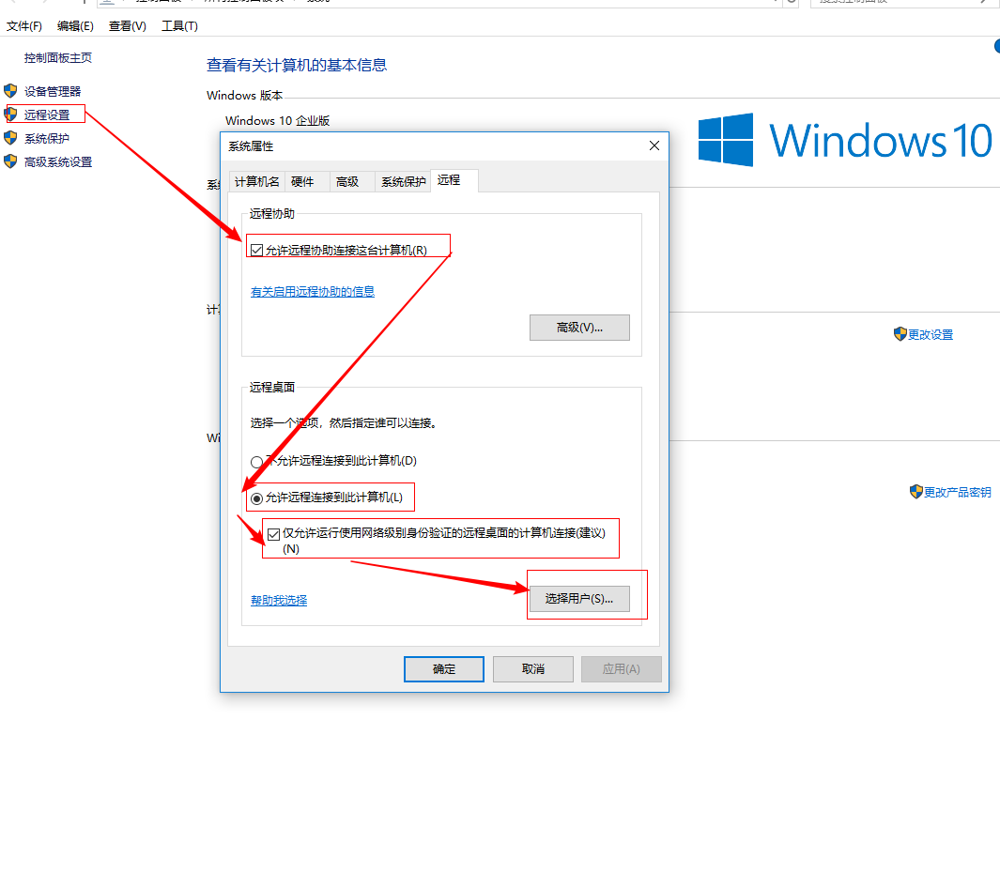 文件(F) 编辑(E) 查看(V) 工具(T)
控制面板主页
设备管理器
远程设置
系统保护
高级系统设置
查看有关计算机的基本信息
Windows 版本
Windows 10 企业版
Windows 10
更改设置
更改产品密钥
系统属性
计算机名 硬件 高级 系统保护 远程
远程协助
允许远程协助连接这台计算机(R)
有关启用远程协助的信息
高级(V)...
远程桌面
选择一个选项，然后指定谁可以连接。
不允许远程连接到此计算机(D)
允许远程连接到此计算机(L)
仅允许运行使用网络级别身份验证的远程桌面的计算机连接(建议)
(N)
帮助我选择
选择用户(S)...
确定 取消 应用(A)